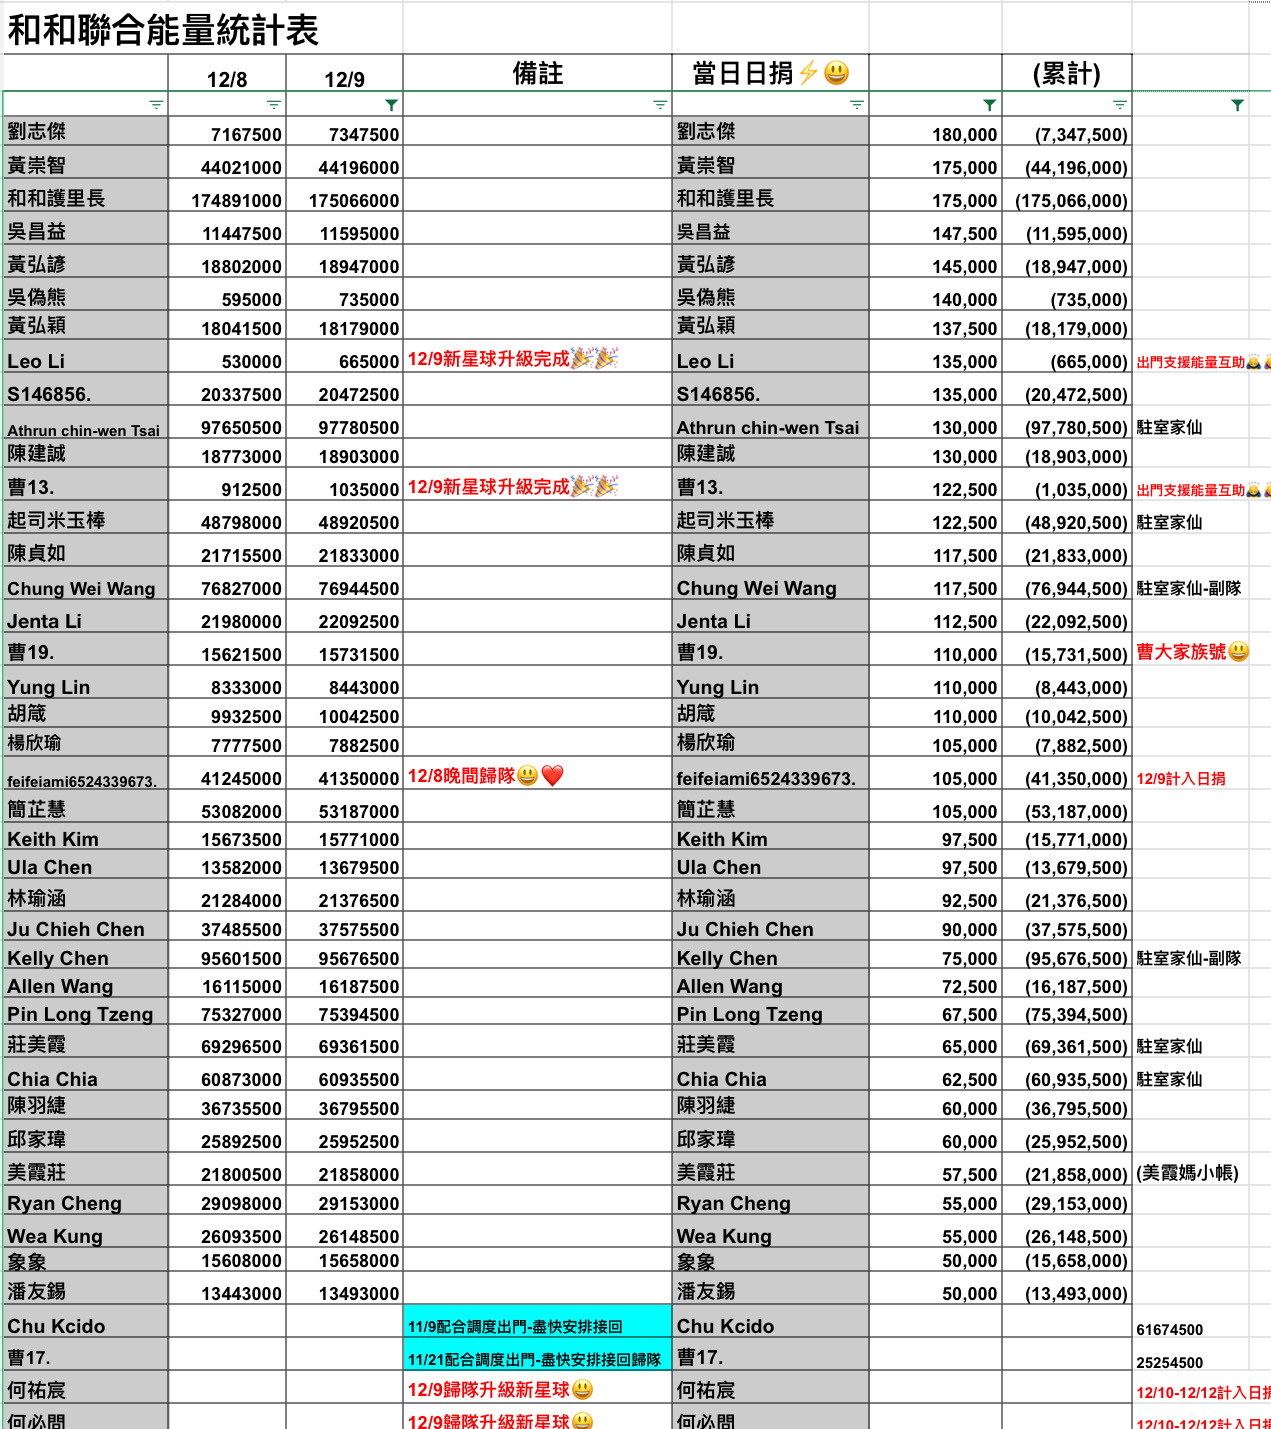 和和聯合能量統計表
12/8 12/9 備註 當日日捐⚡😃 (累計)
劉志傑 7167500 7347500 劉志傑 180,000 (7,347,500)
黃崇智 44021000 44196000 黃崇智 175,000 (44,196,000)
和和護里長 174891000 175066000 和和護里長 175,000 (175,066,000)
吳昌益 11447500 11595000 吳昌益 147,500 (11,595,000)
黃弘諺 18802000 18947000 黃弘諺 145,000 (18,947,000)
吳偽熊 595000 735000 吳偽熊 140,000 (735,000)
黃弘穎 18041500 18179000 黃弘穎 137,500 (18,179,000)
Leo Li 530000 665000 12/9新星球升級完成🎉🎉 Leo Li 135,000 (665,000) 出門支援能量互助
S146856. 20337500 20472500 S146856. 135,000 (20,472,500)
Athrun chin-wen Tsai 97650500 97780500 Athrun chin-wen Tsai 130,000 (97,780,500) 駐室家仙
陳建誠 18773000 18903000 陳建誠 130,000 (18,903,000)
曹13. 912500 1035000 12/9新星球升級完成🎉🎉 曹13. 122,500 (1,035,000) 出門支援能量互助
起司米玉棒 48798000 48920500 起司米玉棒 122,500 (48,920,500) 駐室家仙
陳貞如 21715500 21833000 陳貞如 117,500 (21,833,000)
Chung Wei Wang 76827000 76944500 Chung Wei Wang 117,500 (76,944,500) 駐室家仙-副隊
Jenta Li 21980000 22092500 Jenta Li 112,500 (22,092,500)
曹19. 15621500 15731500 曹19. 110,000 (15,731,500) 曹大家族號😃
Yung Lin 8333000 8443000 Yung Lin 110,000 (8,443,000)
胡箴 9932500 10042500 胡箴 110,000 (10,042,500)
楊欣瑜 7777500 7882500 楊欣瑜 105,000 (7,882,500)
feifeiami6524339673. 41245000 41350000 12/8晚間歸隊😃❤️ feifeiami6524339673. 105,000 (41,350,000) 12/9計入日捐
簡芷慧 53082000 53187000 簡芷慧 105,000 (53,187,000)
Keith Kim 15673500 15771000 Keith Kim 97,500 (15,771,000)
Ula Chen 13582000 13679500 Ula Chen 97,500 (13,679,500)
林瑜涵 21284000 21376500 林瑜涵 92,500 (21,376,500)
Ju Chieh Chen 37485500 37575500 Ju Chieh Chen 90,000 (37,575,500)
Kelly Chen 95601500 95676500 Kelly Chen 75,000 (95,676,500) 駐室家仙-副隊
Allen Wang 16115000 16187500 Allen Wang 72,500 (16,187,500)
Pin Long Tzeng 75327000 75394500 Pin Long Tzeng 67,500 (75,394,500)
莊美霞 69296500 69361500 莊美霞 65,000 (69,361,500) 駐室家仙
Chia Chia 60873000 60935500 Chia Chia 62,500 (60,935,500) 駐室家仙
陳羽緁 36735500 36795500 陳羽緁 60,000 (36,795,500)
邱家瑋 25892500 25952500 邱家瑋 60,000 (25,952,500)
美霞莊 21800500 21858000 美霞莊 57,500 (21,858,000) (美霞媽小帳)
Ryan Cheng 29098000 29153000 Ryan Cheng 55,000 (29,153,000)
Wea Kung 26093500 26148500 Wea Kung 55,000 (26,148,500)
象象 15608000 15658000 象象 50,000 (15,658,000)
潘友錫 13443000 13493000 潘友錫 50,000 (13,493,000)
Chu Kcido 11/9配合調度出門-盡快安排接回 Chu Kcido 61674500
曹17. 11/21配合調度出門-盡快安排接回歸隊 曹17. 25254500
何祐宸 12/9歸隊升級新星球😃 何祐宸 12/10-12/12計入日捐
何必問 12/9歸隊升級新星球😃 何必問 12/10-12/12計入日捐